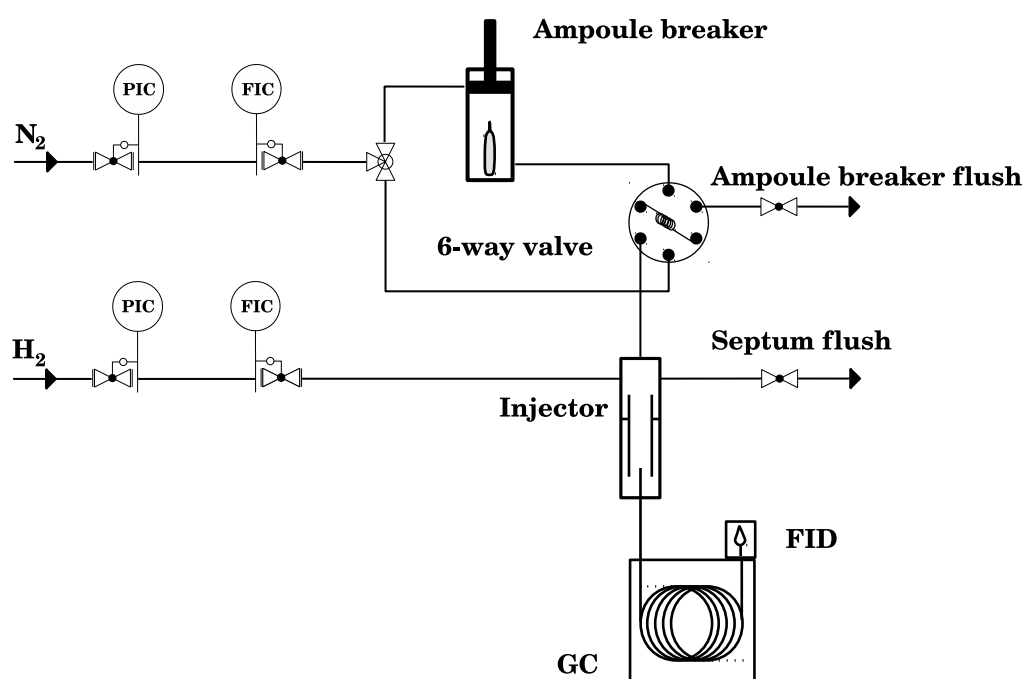 Ampoule breaker
PIC
FIC
N₂
Ampoule breaker flush
6-way valve
PIC
FIC
H₂
Septum flush
Injector
FID
GC